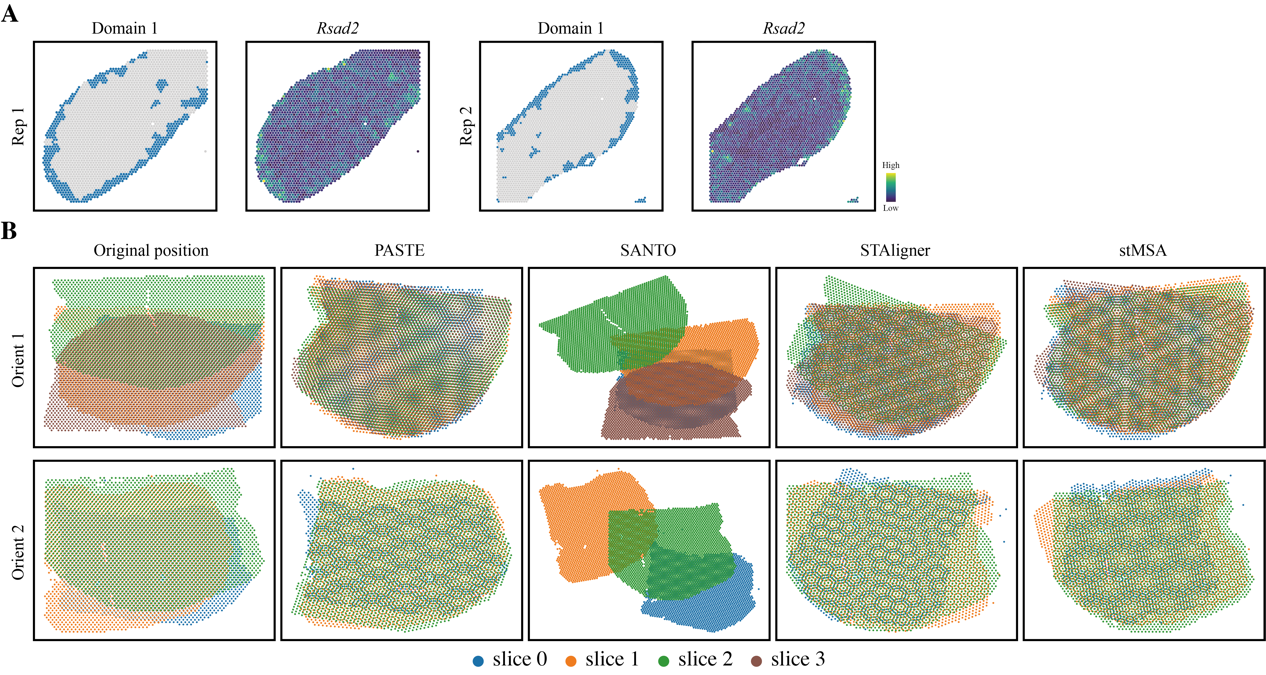 A
Domain 1
Rsad2
Domain 1
Rsad2
Rep 1
Rep 2
High
Low
B
Original position
PASTE
SANTO
STAligner
stMSA
Orient 1
Orient 2
slice 0
slice 1
slice 2
slice 3